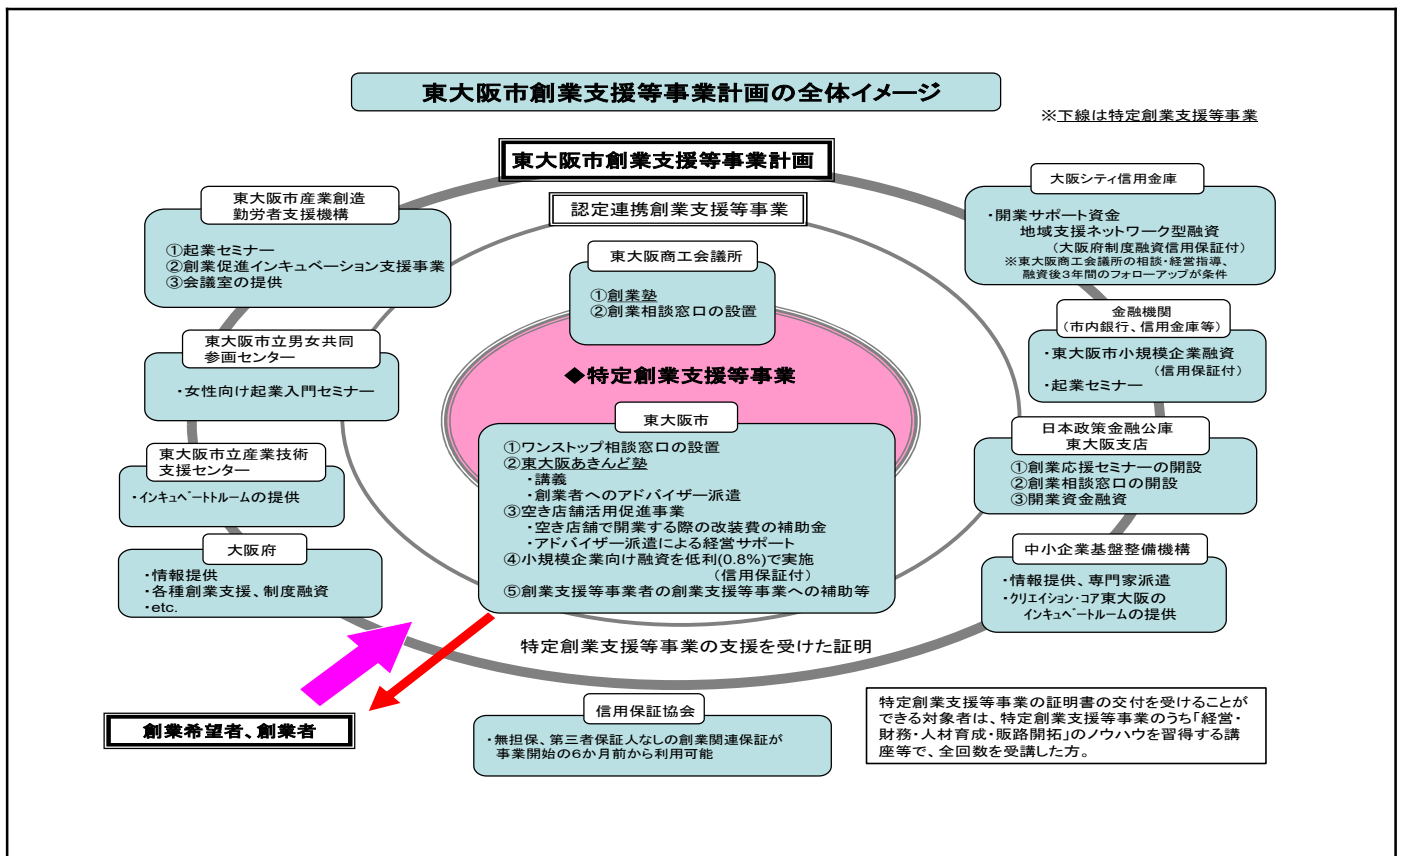 東大阪市創業支援等事業計画の全体イメージ
※下線は特定創業支援等事業
東大阪市創業支援等事業計画
認定連携創業支援等事業
東大阪市産業創造
勤労者支援機構
①起業セミナー
②創業促進インキュベーション支援事業
③会議室の提供
東大阪市立男女共同
参画センター
・女性向け起業入門セミナー
東大阪市立産業技術
支援センター
・インキュベートルームの提供
大阪府
・情報提供
・各種創業支援、制度融資
・etc.
東大阪商工会議所
①創業塾
②創業相談窓口の設置
◆特定創業支援等事業
東大阪市
①ワンストップ相談窓口の設置
②東大阪あきんど塾
・講義
・創業者へのアドバイザー派遣
③空き店舗活用促進事業
・空き店舗で開業する際の改装費の補助金
・アドバイザー派遣による経営サポート
④小規模企業向け融資を低利(0.8%)で実施
（信用保証付）
⑤創業支援等事業者の創業支援等事業への補助等
大阪シティ信用金庫
・開業サポート資金
地域支援ネットワーク型融資
（大阪府制度融資信用保証付）
※東大阪商工会議所の相談・経営指導、
融資後３年間のフォローアップが条件
金融機関
（市内銀行、信用金庫等）
・東大阪市小規模企業融資
（信用保証付）
・起業セミナー
日本政策金融公庫
東大阪支店
①創業応援セミナーの開設
②創業相談窓口の開設
③開業資金融資
中小企業基盤整備機構
・情報提供、専門家派遣
・クリエイション・コア東大阪の
インキュベートルームの提供
特定創業支援等事業の支援を受けた証明
創業希望者、創業者
信用保証協会
・無担保、第三者保証人なしの創業関連保証が
事業開始の６か月前から利用可能
特定創業支援等事業の証明書の交付を受けることが
できる対象者は、特定創業支援等事業のうち「経営・
財務・人材育成・販路開拓」のノウハウを習得する講
座等で、全回数を受講した方。